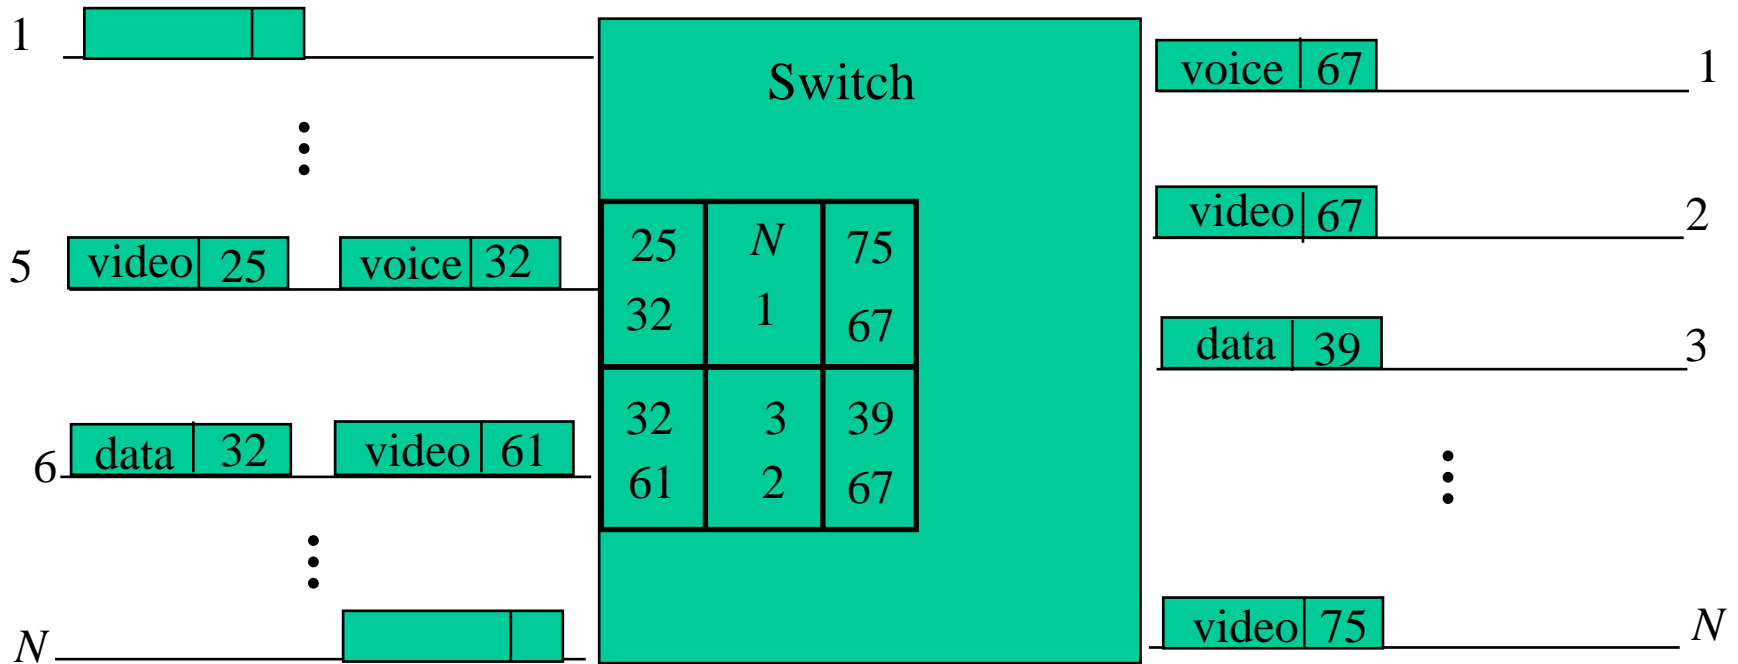 1
Switch
voice 67
1
video 67
2
5
video 25
voice 32
25 N 75
32 1 67
data 39
3
6
data 32
video 61
32 3 39
61 2 67
N
video 75
N